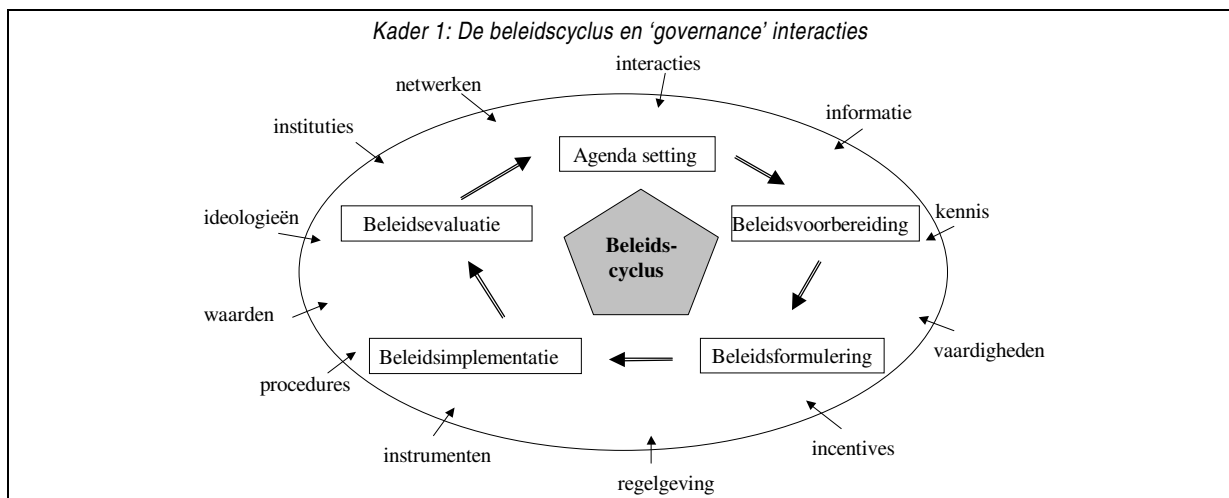 Kader 1: De beleidscyclus en ‘governance’ interacties
interacties
netwerken
informatie
instituties
Agenda setting
ideologieën
Beleidsevaluatie
Beleidsvoorbereiding
kennis
Beleids-
cyclus
waarden
Beleidsimplementatie
Beleidsformulering
vaardigheden
procedures
instrumenten
incentives
regelgeving